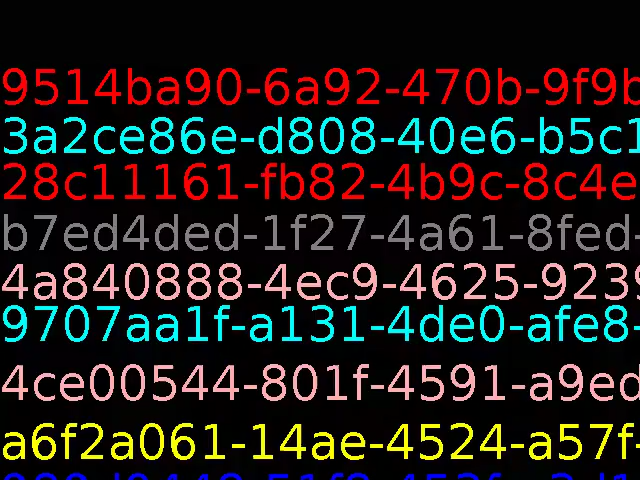 9514ba90-6a92-470b-9f9b
3a2ce86e-d808-40e6-b5c1
28c11161-fb82-4b9c-8c4e
b7ed4ded-1f27-4a61-8fed-
4a840888-4ec9-4625-9239
9707aa1f-a131-4de0-afe8-
4ce00544-801f-4591-a9ed
a6f2a061-14ae-4524-a57f-